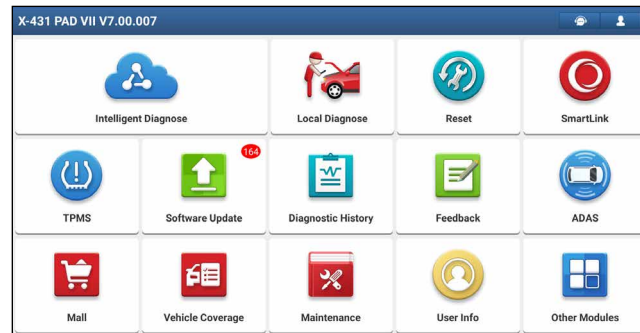 X-431 PAD VII V7.00.007
Intelligent Diagnose
Local Diagnose
Reset
SmartLink
164
TPMS
Software Update
Diagnostic History
Feedback
ADAS
Mall
Vehicle Coverage
Maintenance
User Info
Other Modules